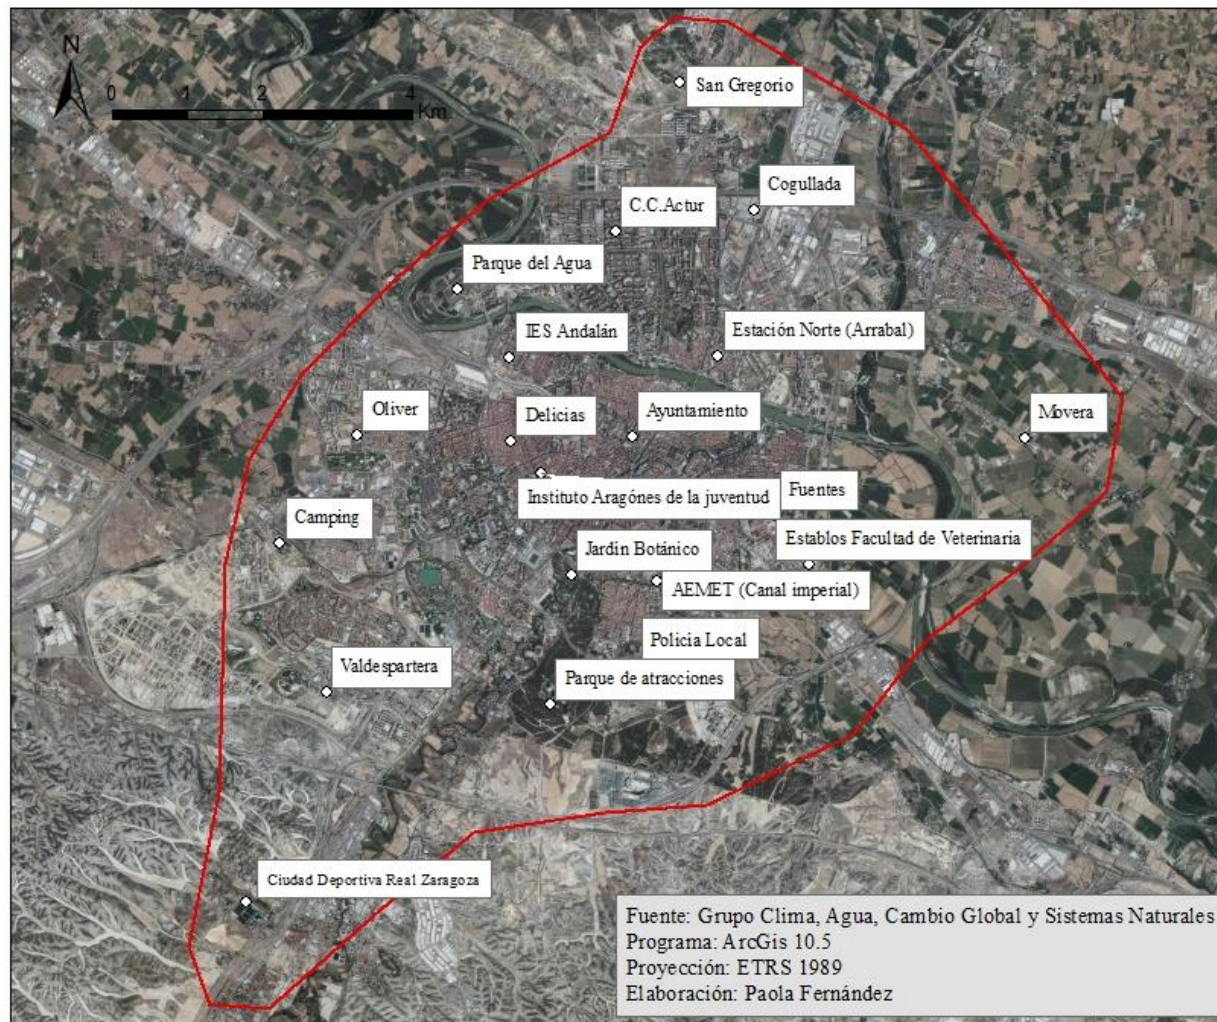 N
0 2 4
Km
San Gregorio
Cogullada
C.C.Actur
Parque del Agua
IES Andalán
Estación Norte (Arrabal)
Oliver
Delicias
Ayuntamiento
Movera
Instituto Aragónes de la juventud
Fuentes
Camping
Jardín Botánico
Establos Facultad de Veterinaria
AEMET (Canal imperial)
Policía Local
Valdespartera
Parque de atracciones
Ciudad Deportiva Real Zaragoza
Fuente: Grupo Clima, Agua, Cambio Global y Sistemas Naturales
Programa: ArcGis 10.5
Proyección: ETRS 1989
Elaboración: Paola Fernández